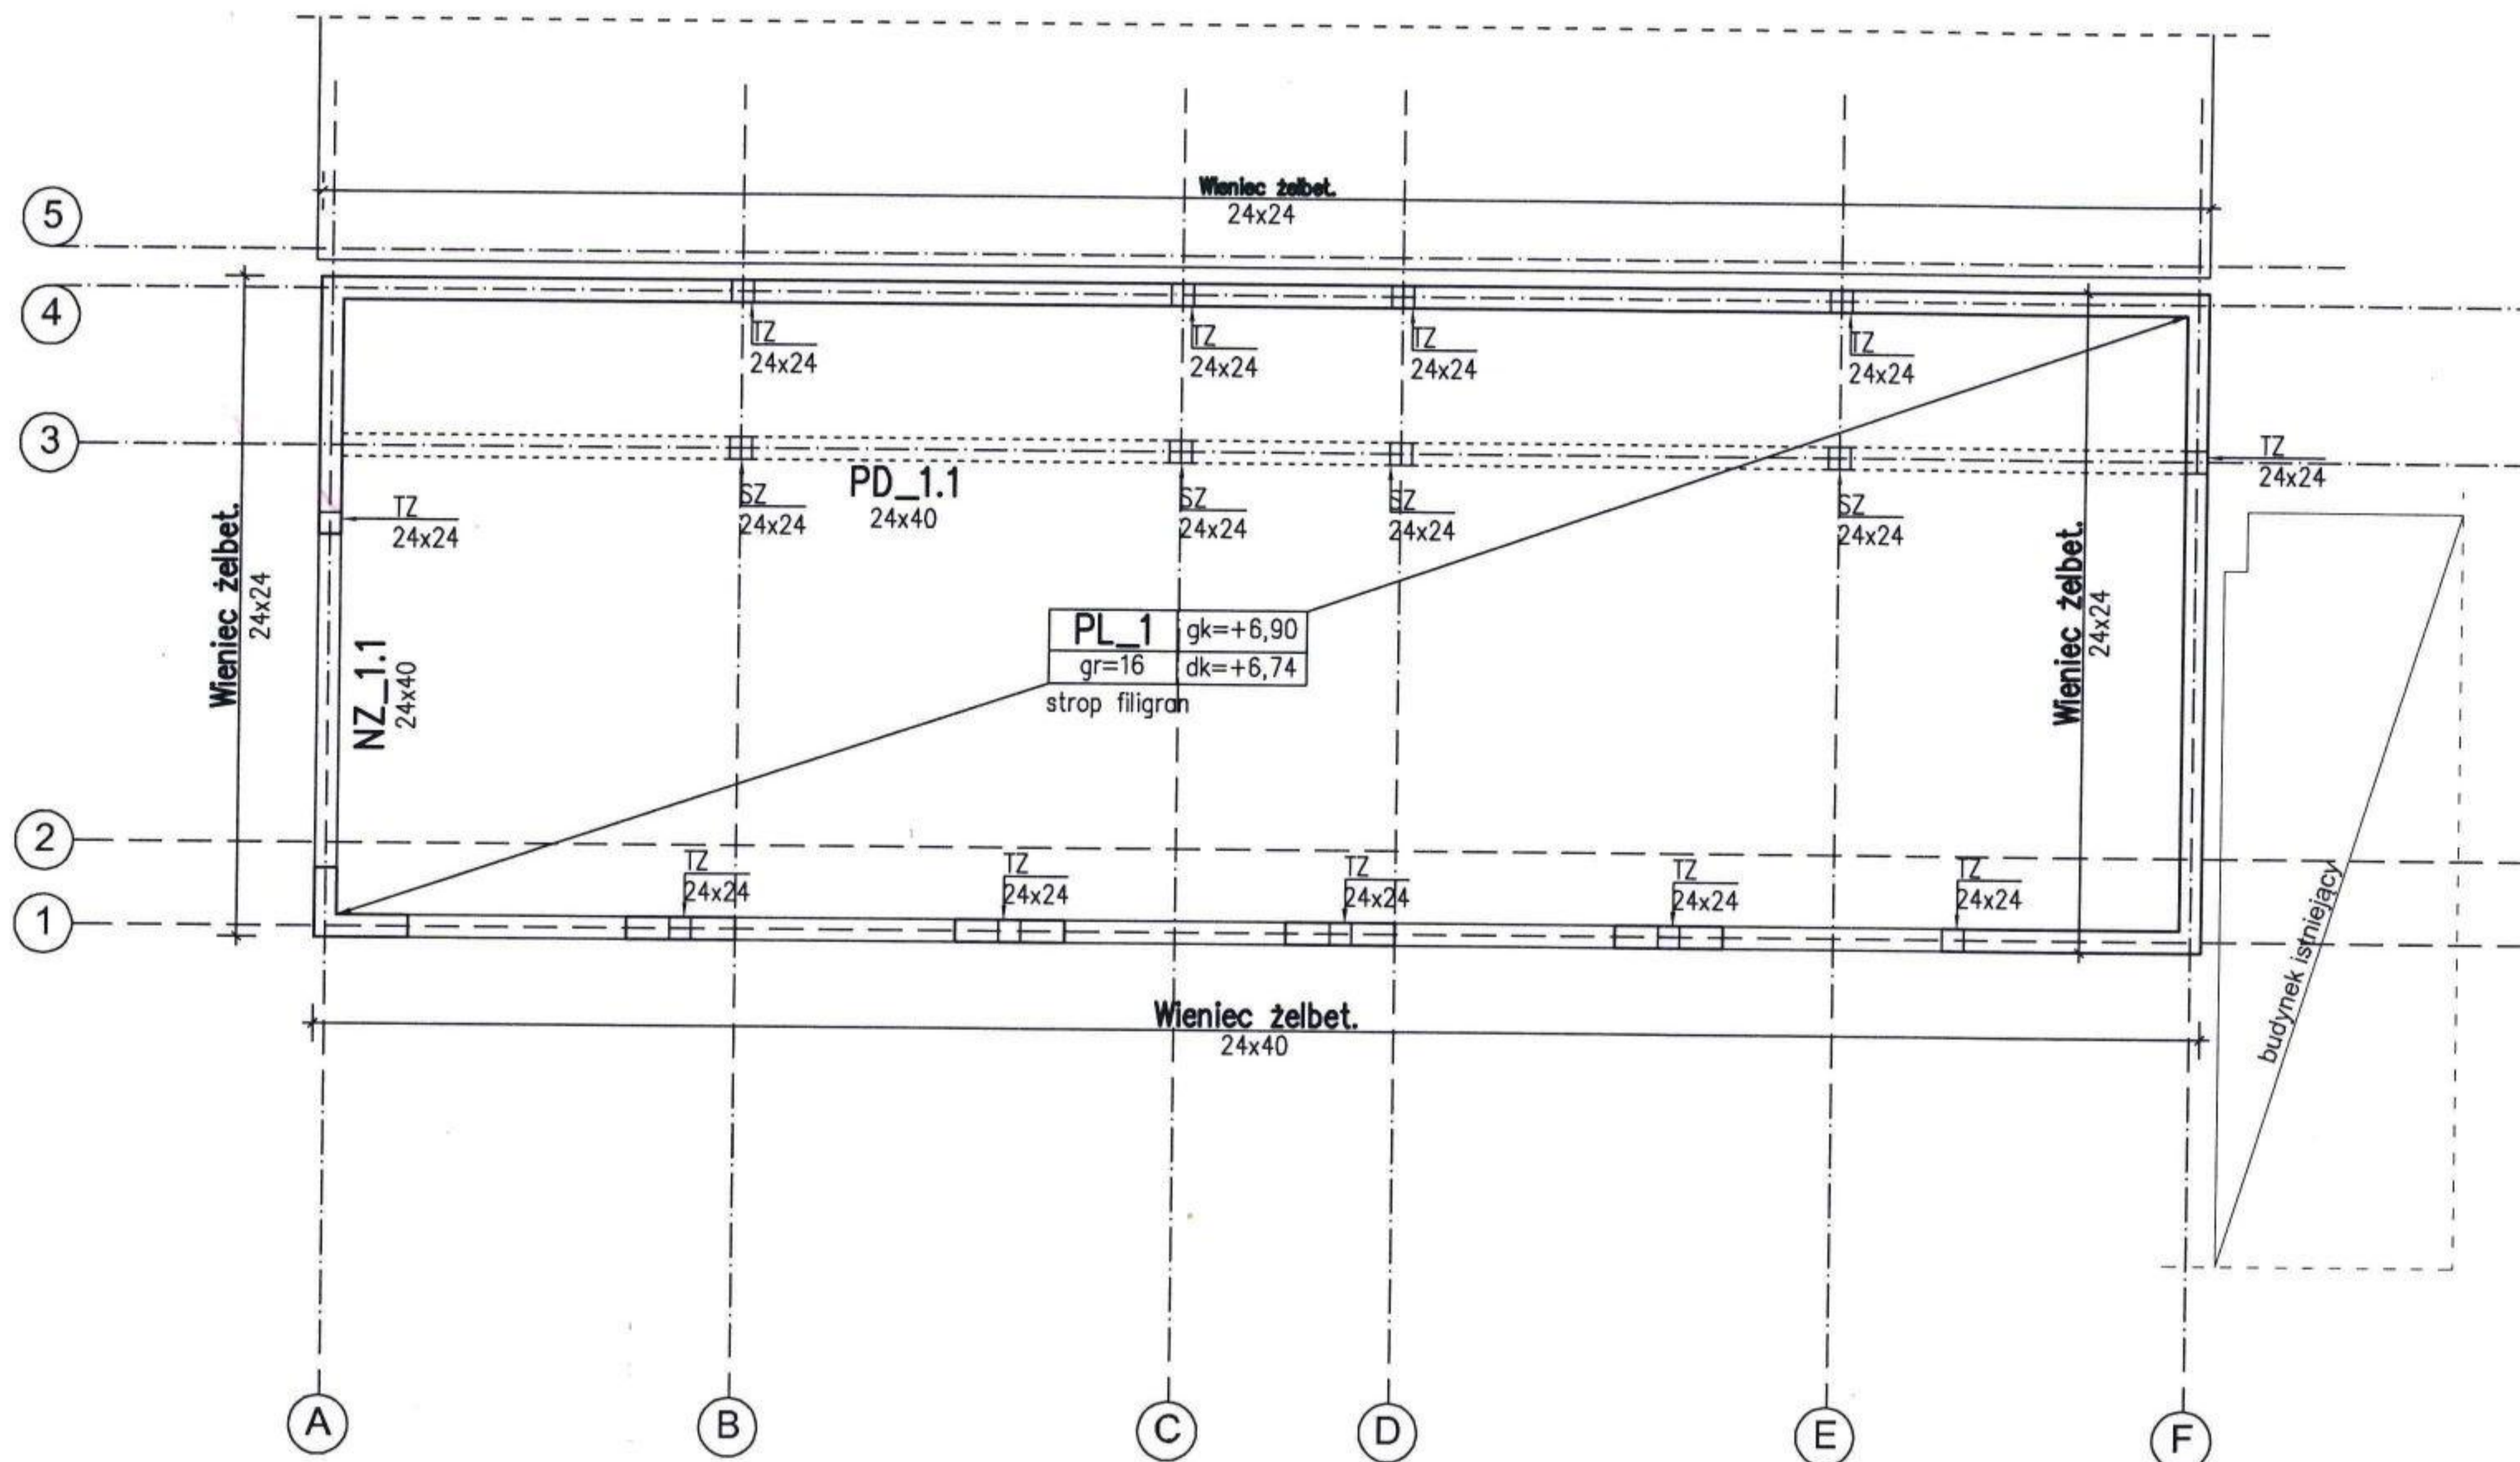 Wieniec żelbet.
24x24
5
4
TZ
24x24
TZ
24x24
TZ
24x24
TZ
24x24
3
TZ
24x24
PD_1.1
24x40
SZ
24x24
SZ
24x24
SZ
24x24
SZ
24x24
TZ
24x24
Wieniec żelbet.
24x24
Wieniec żelbet.
24x24
PL_1
gk=+6,90
gr=16
dk=+6,74
strop filigran
NZ_1.1
24x40
2
TZ
24x24
TZ
24x24
TZ
24x24
TZ
24x24
TZ
24x24
1
budynek istniejący
Wieniec żelbet.
24x40
A
B
C
D
E
F